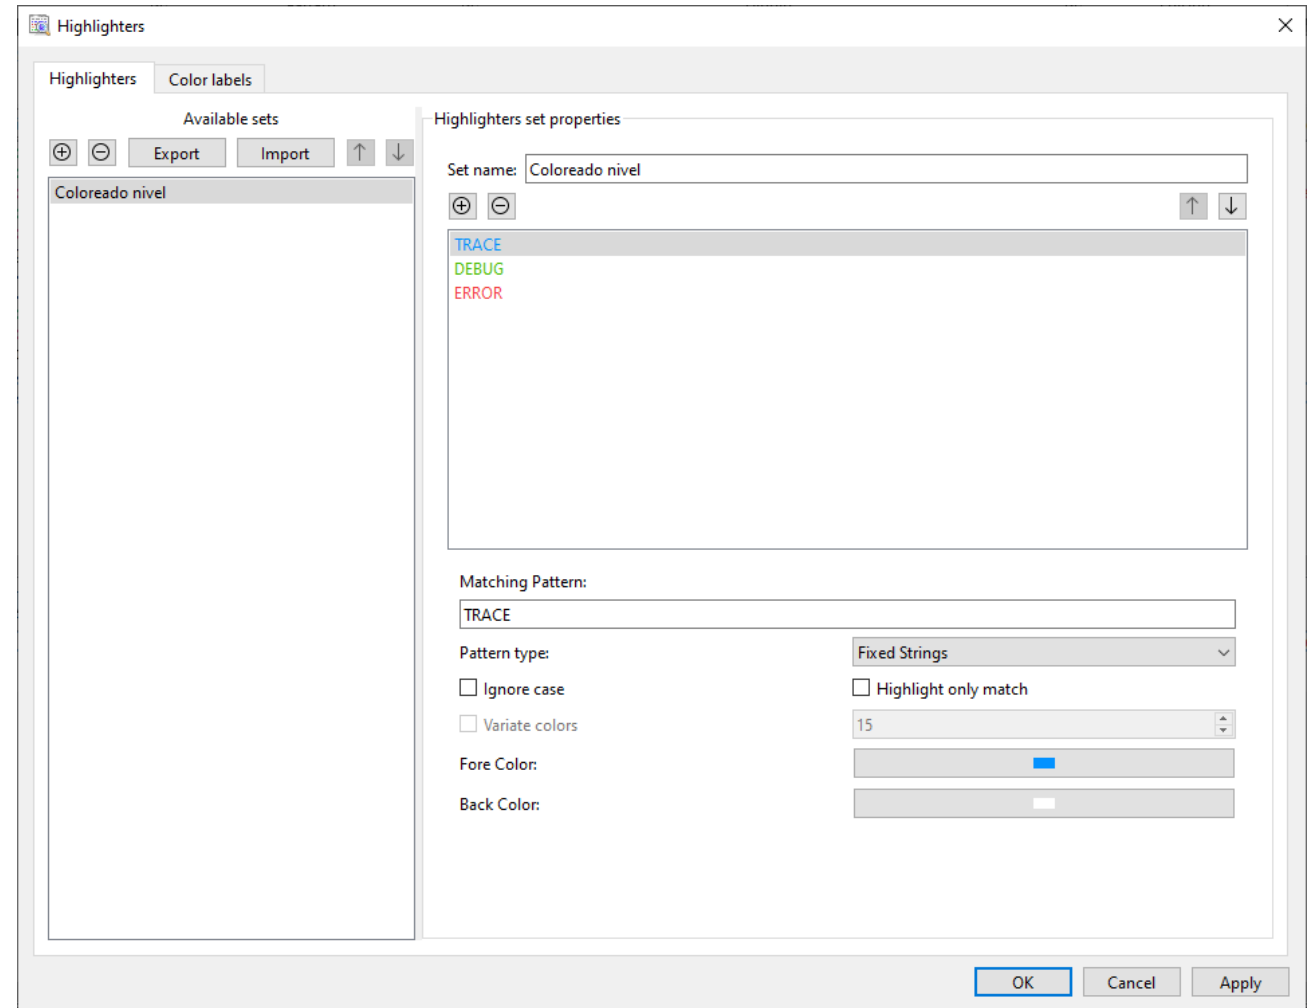 Highlighters
Highlighters
Color labels
Available sets
Export
Import
Coloreado nivel
Highlighters set properties
Set name:
Coloreado nivel
TRACE
DEBUG
ERROR
Matching Pattern:
TRACE
Pattern type:
Fixed Strings
Ignore case
Highlight only match
Variate colors
15
Fore Color:
Back Color:
OK
Cancel
Apply